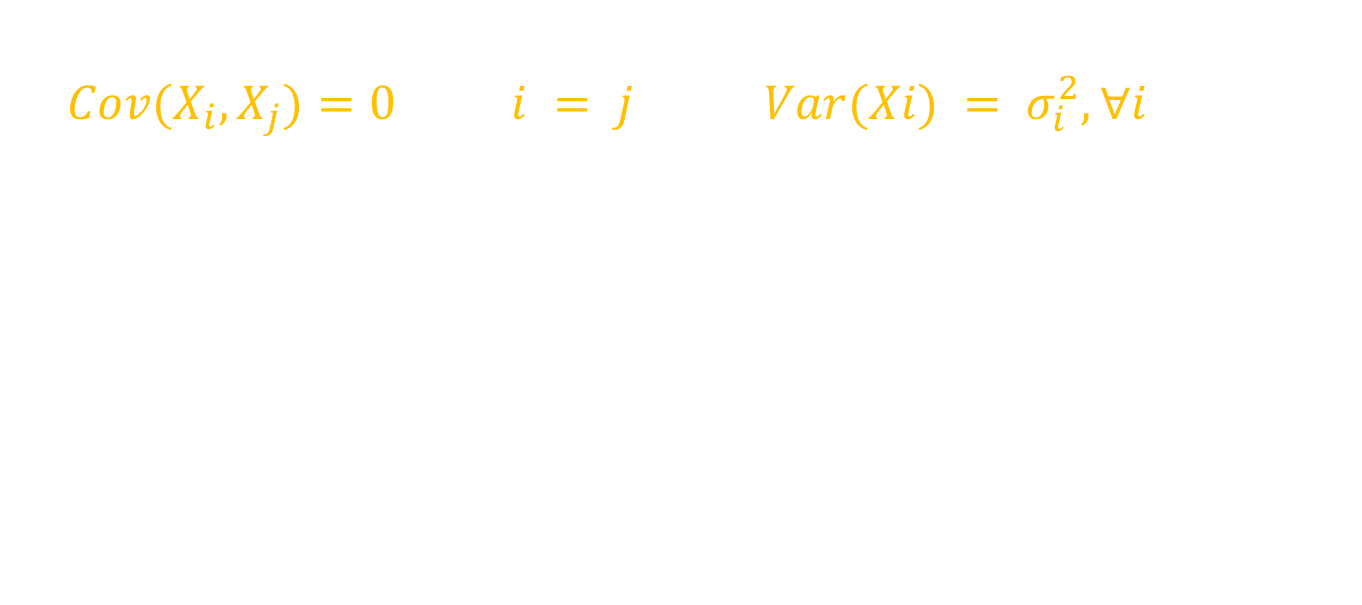 Cov(X_i, X_j) = 0 i = j Var(Xi) = σ_i^2, ∀i